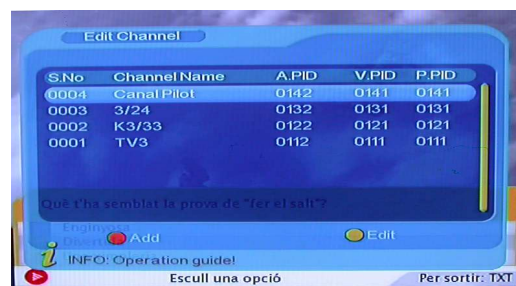 Edit Channel
S.No Channel Name A.PID V.PID P.PID
0004 Canal Pilot 0142 0141 0141
0003 3/24 0132 0131 0131
0002 K3/33 0122 0121 0121
0001 TV3 0112 0111 0111
Què t'ha semblat la prova de "fer el salt"?
Enginyosa
Add Edit
INFO: Operation guide!
Escull una opció Per sortir: TXT